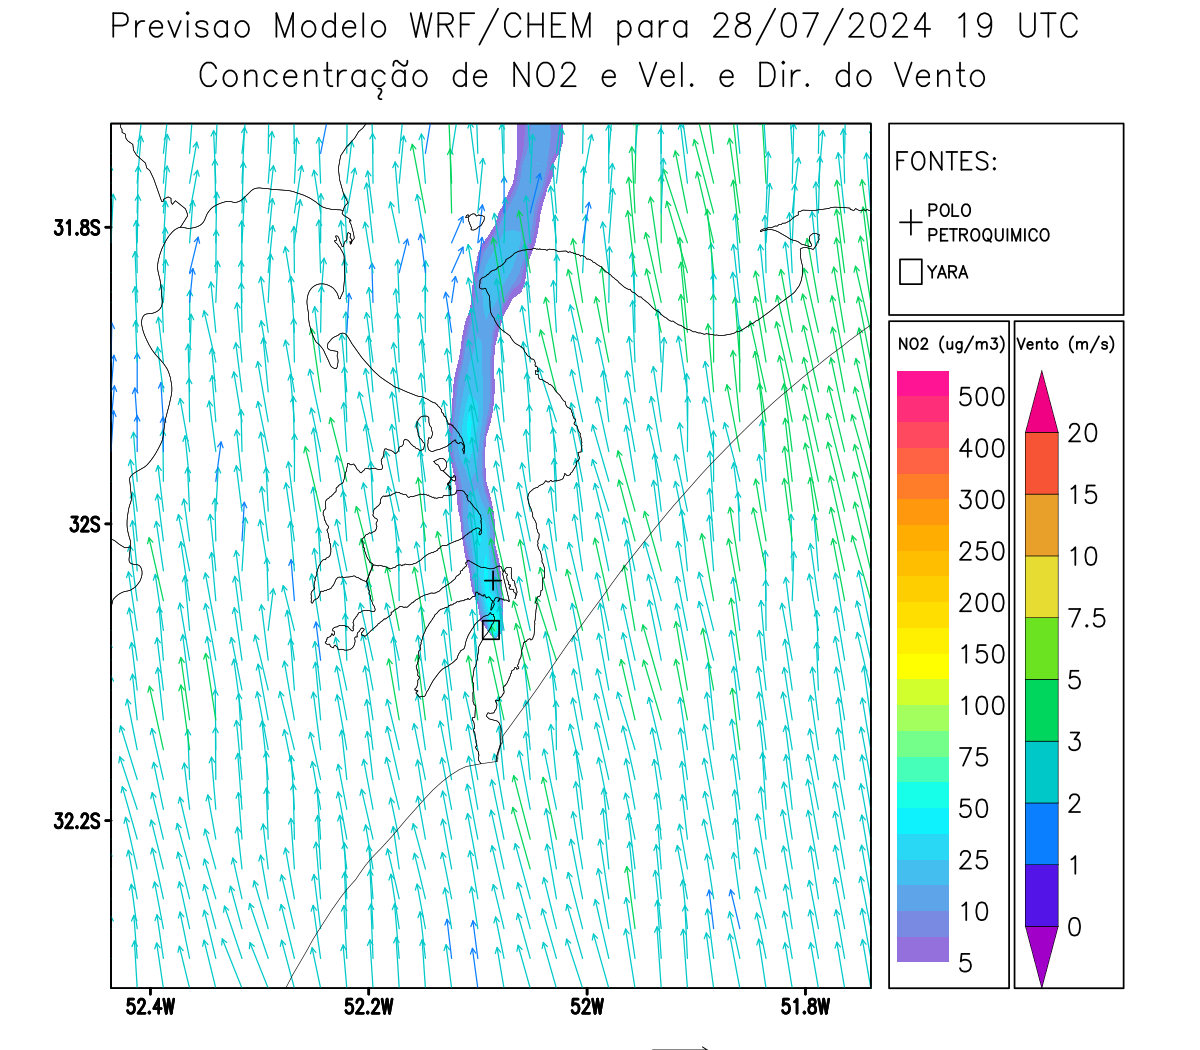 Previsao Modelo WRF/CHEM para 28/07/2024 19 UTC
Concentração de NO2 e Vel. e Dir. do Vento
FONTES:
POLO
PETROQUIMICO
YARA
NO2 (ug/m3)
500
400
300
250
200
150
100
75
50
25
10
5
Vento (m/s)
20
15
10
7.5
5
3
2
1
0
31.8S
32S
32.2S
52.4W
52.2W
52W
51.8W